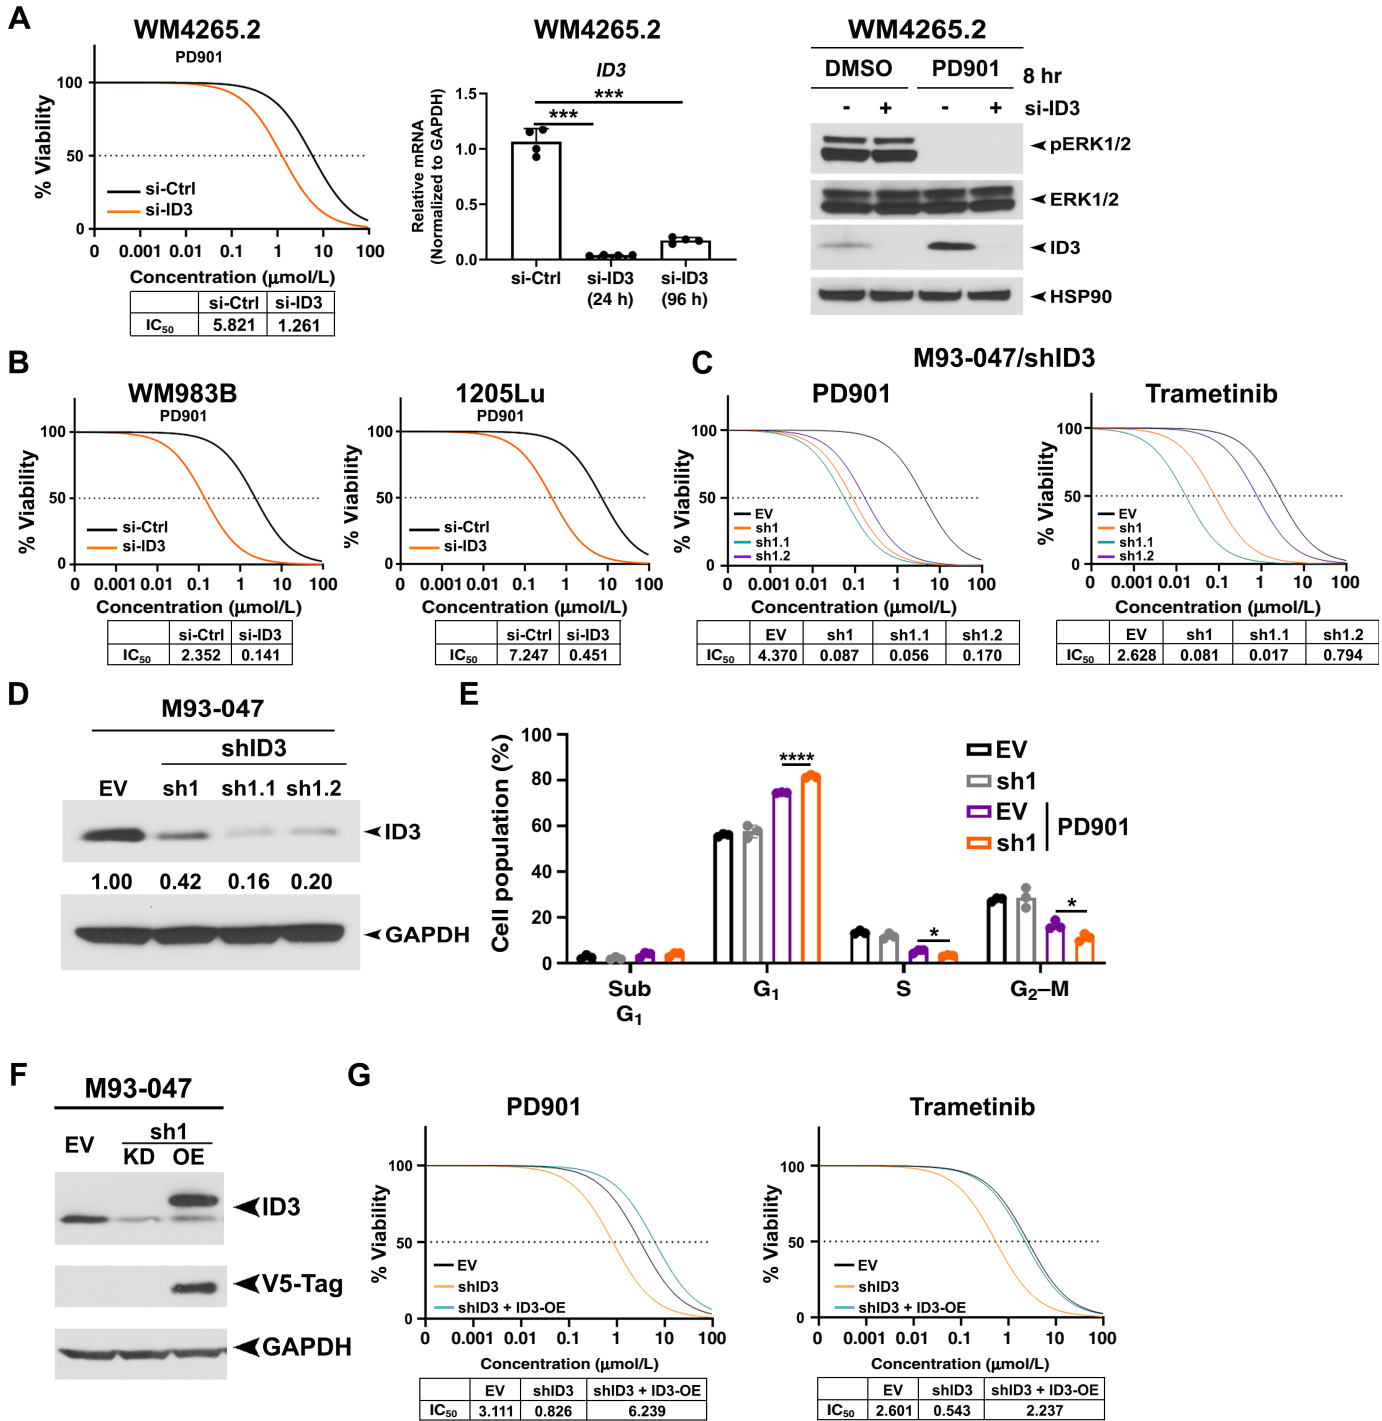 A
WM4265.2
PD901
% Viability
100
50
0
si-Ctrl
si-ID3
0 0.001 0.01 0.1 1 10 100
Concentration (μmol/L)
si-Ctrl si-ID3
IC50 5.821 1.261
WM4265.2
ID3
Relative mRNA
(Normalized to GAPDH)
1.5
1.0
0.5
0.0
***
***
si-Ctrl si-ID3 si-ID3
(24 h) (96 h)
WM4265.2
DMSO PD901 8 hr
- + - + si-ID3
pERK1/2
ERK1/2
ID3
HSP90
B
WM983B
PD901
% Viability
100
50
0
si-Ctrl
si-ID3
0 0.001 0.01 0.1 1 10 100
Concentration (μmol/L)
si-Ctrl si-ID3
IC50 2.352 0.141
1205Lu
PD901
% Viability
100
50
0
si-Ctrl
si-ID3
0 0.001 0.01 0.1 1 10 100
Concentration (μmol/L)
si-Ctrl si-ID3
IC50 7.247 0.451
C
M93-047/shID3
PD901
% Viability
100
50
0
EV
sh1
sh1.1
sh1.2
0 0.001 0.01 0.1 1 10 100
Concentration (μmol/L)
EV sh1 sh1.1 sh1.2
IC50 4.370 0.087 0.056 0.170
Trametinib
% Viability
100
50
0
EV
sh1
sh1.1
sh1.2
0 0.001 0.01 0.1 1 10 100
Concentration (μmol/L)
EV sh1 sh1.1 sh1.2
IC50 2.628 0.081 0.017 0.794
D
M93-047
shID3
EV sh1 sh1.1 sh1.2
ID3
1.00 0.42 0.16 0.20
GAPDH
E
Cell population (%)
100
80
60
40
20
0
****
*
*
EV
sh1
EV
sh1
PD901
Sub G1 S G2–M
G1
F
M93-047
EV sh1
KD OE
ID3
V5-Tag
GAPDH
G
PD901
% Viability
100
50
0
EV
shID3
shID3 + ID3-OE
0 0.001 0.01 0.1 1 10 100
Concentration (μmol/L)
EV shID3 shID3 + ID3-OE
IC50 3.111 0.826 6.239
Trametinib
% Viability
100
50
0
EV
shID3
shID3 + ID3-OE
0 0.001 0.01 0.1 1 10 100
Concentration (μmol/L)
EV shID3 shID3 + ID3-OE
IC50 2.601 0.543 2.237